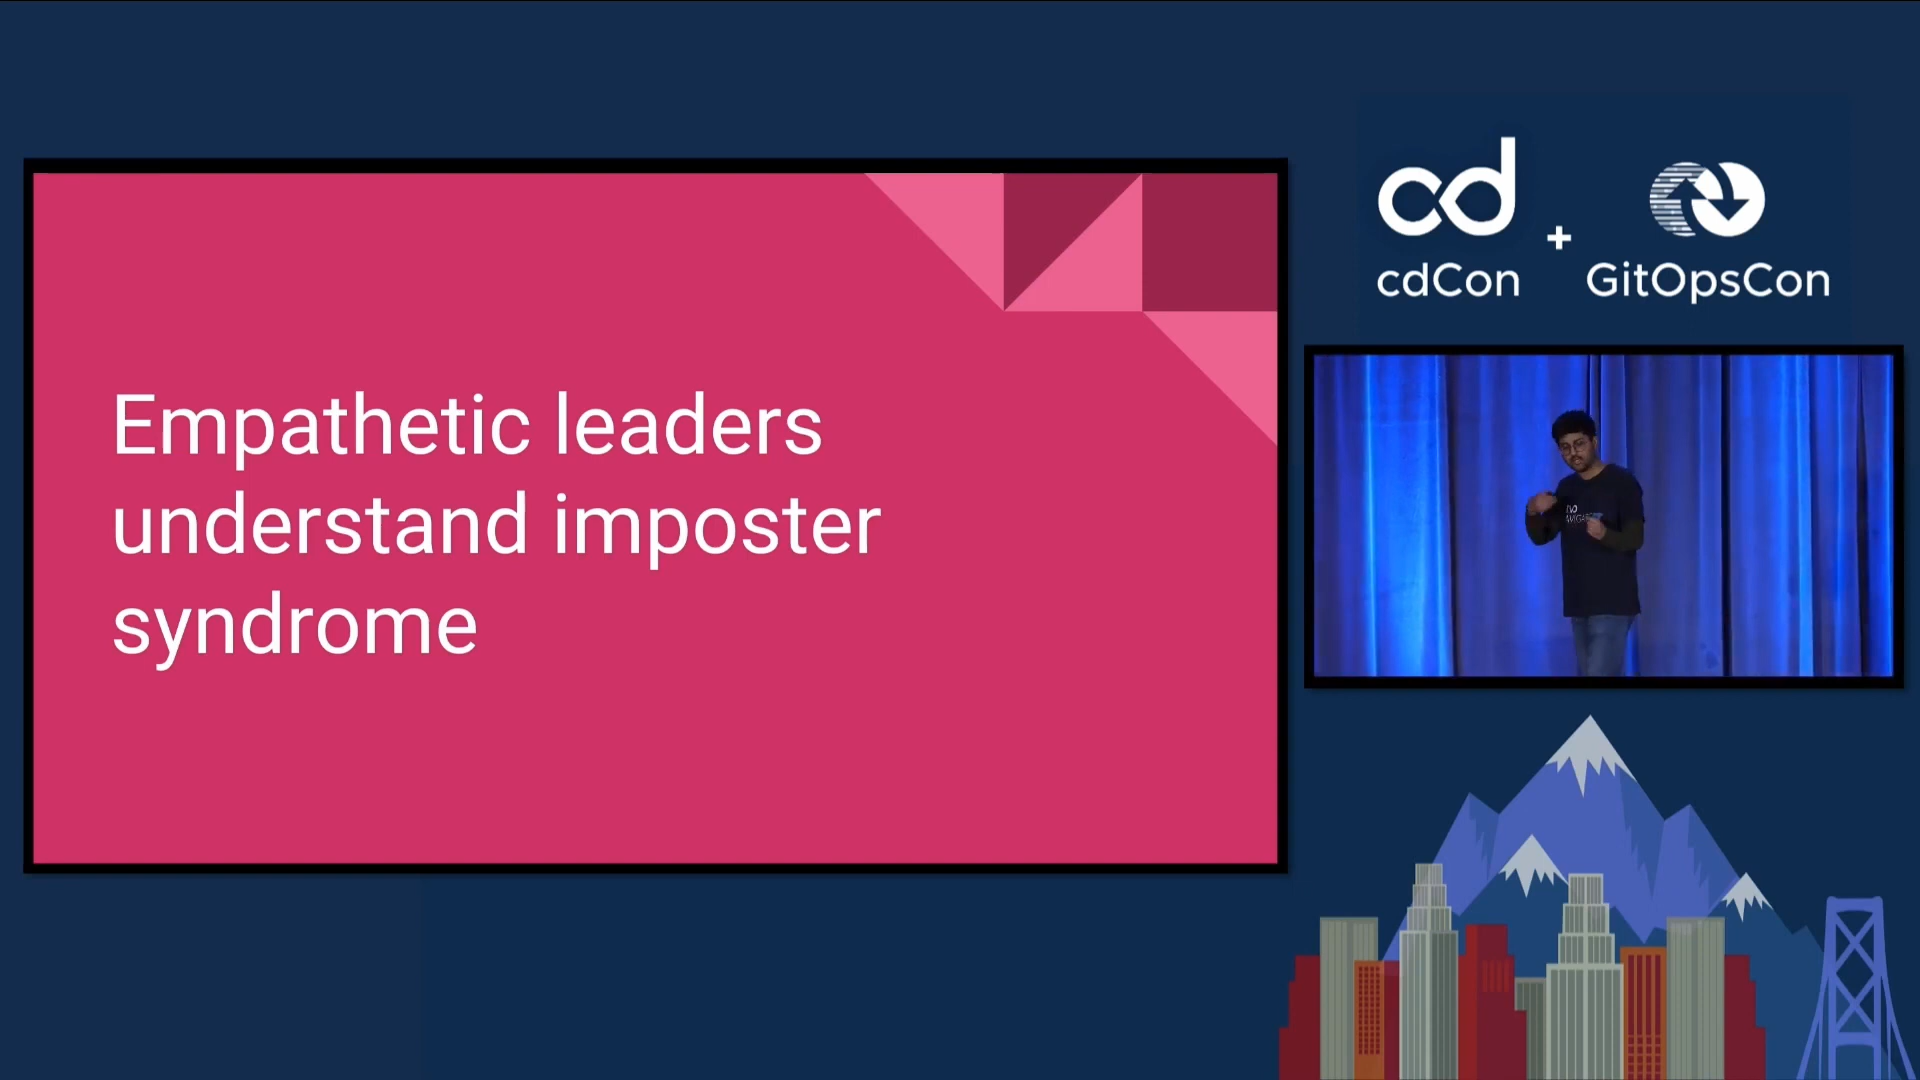 Empathetic leaders
understand imposter
syndrome
cd
+
cdCon
GitOpsCon